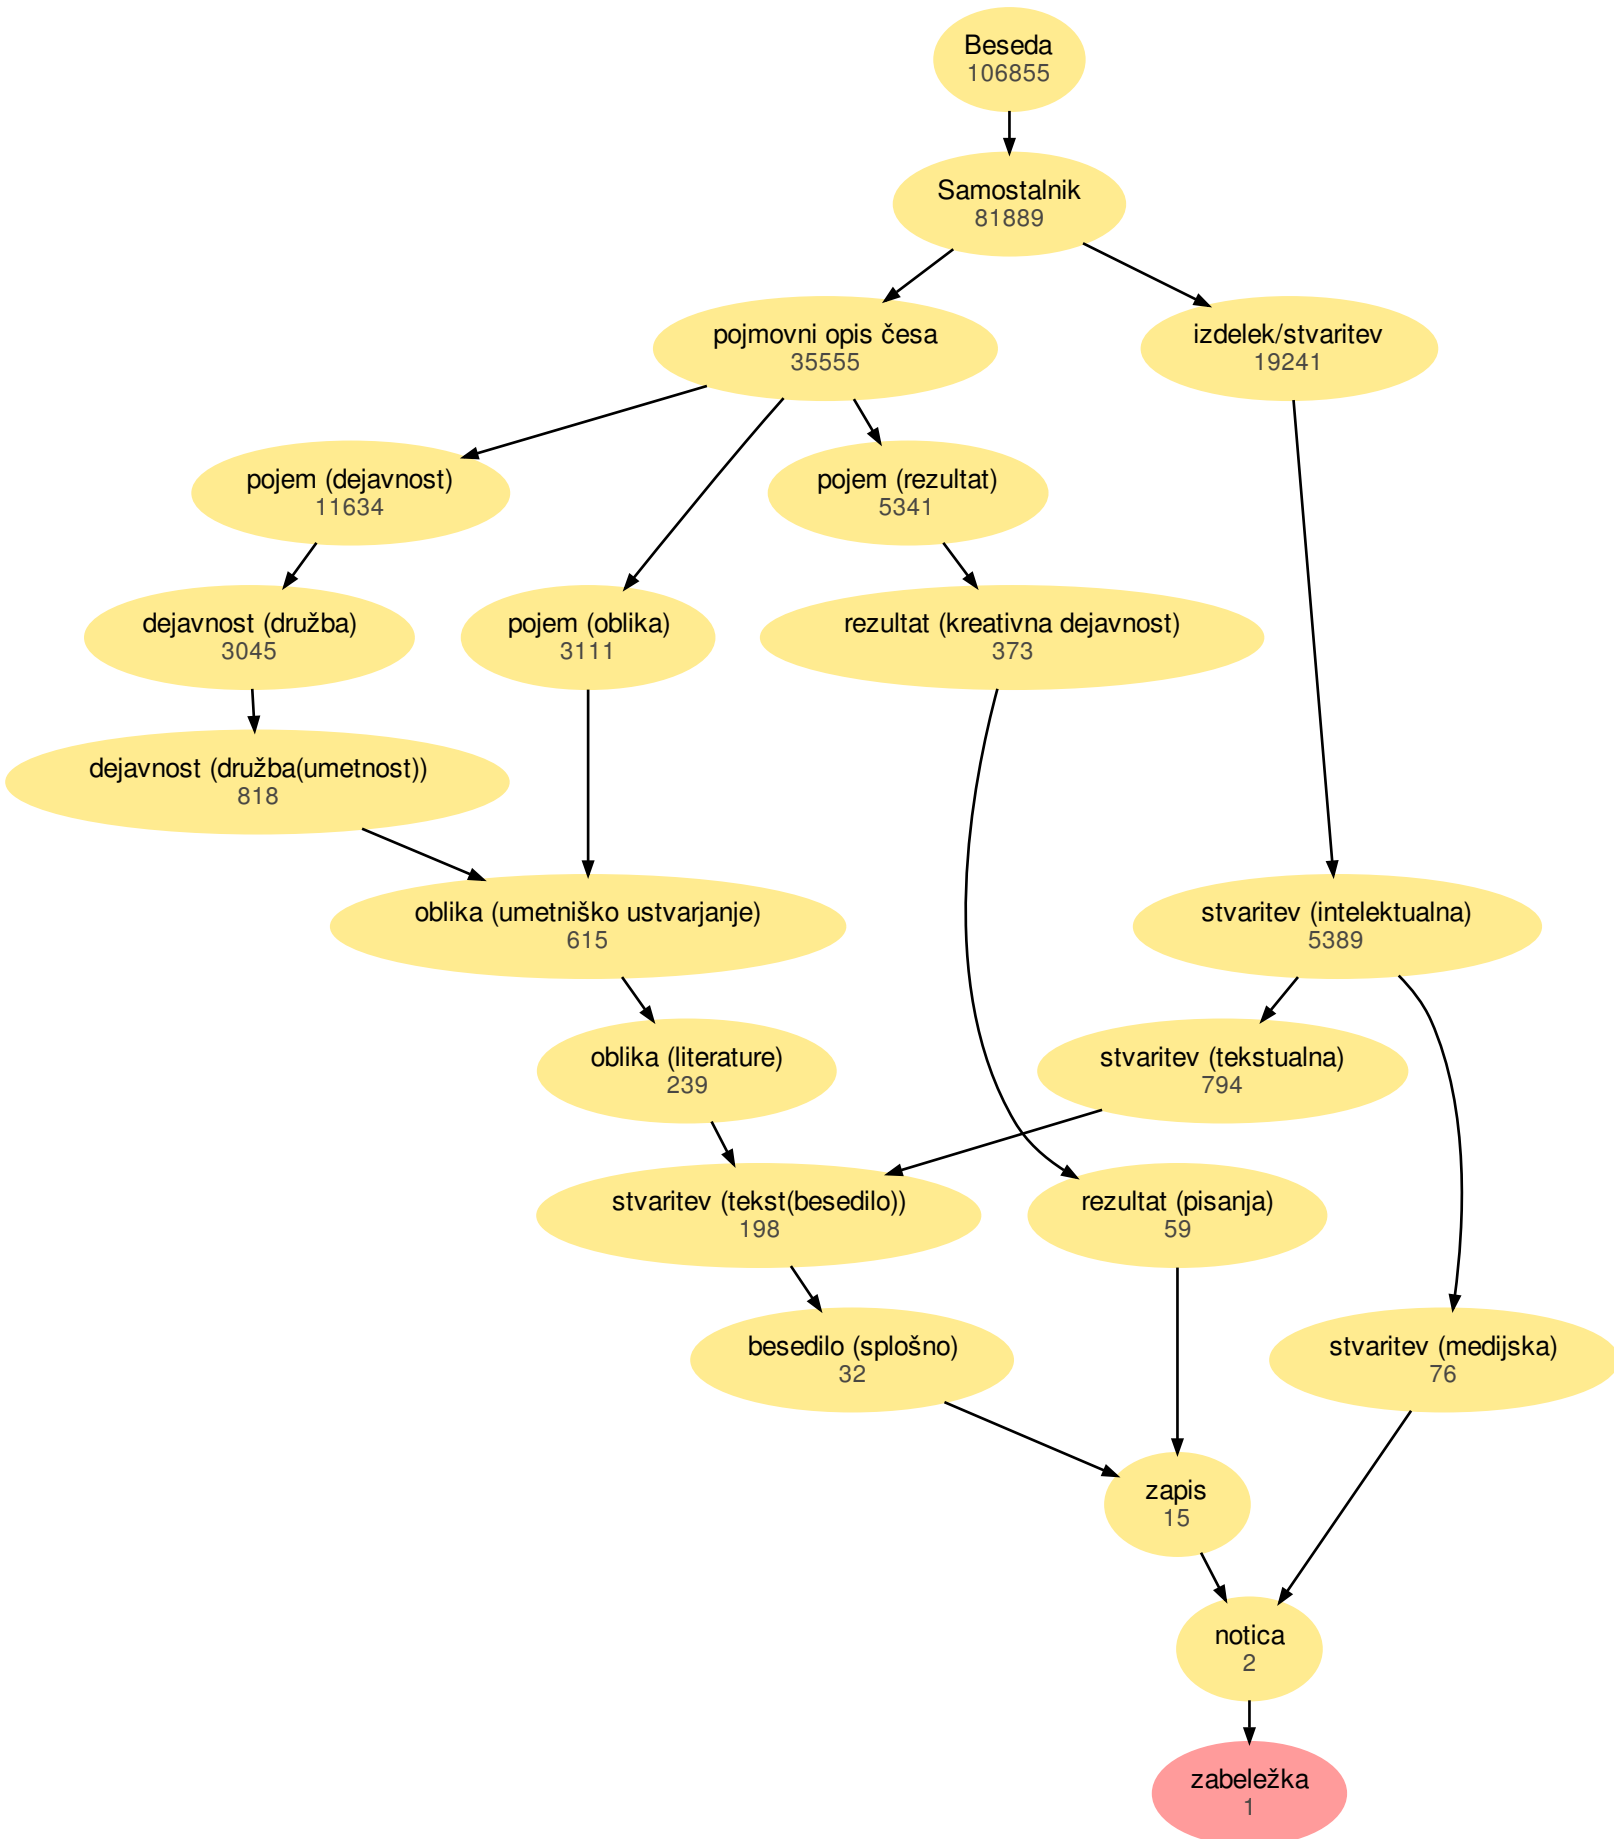 Beseda
106855
Samostalnik
81889
pojmovni opis česa
35555
izdelek/stvaritev
19241
pojem (dejavnost)
11634
pojem (rezultat)
5341
dejavnost (družba)
3045
pojem (oblika)
3111
rezultat (kreativna dejavnost)
373
dejavnost (družba(umetnost))
818
oblika (umetniško ustvarjanje)
615
stvaritev (intelektualna)
5389
oblika (literature)
239
stvaritev (tekstualna)
794
stvaritev (tekst(besedilo))
198
rezultat (pisanja)
59
besedilo (splošno)
32
stvaritev (medijska)
76
zapis
15
notica
2
zabeležka
1